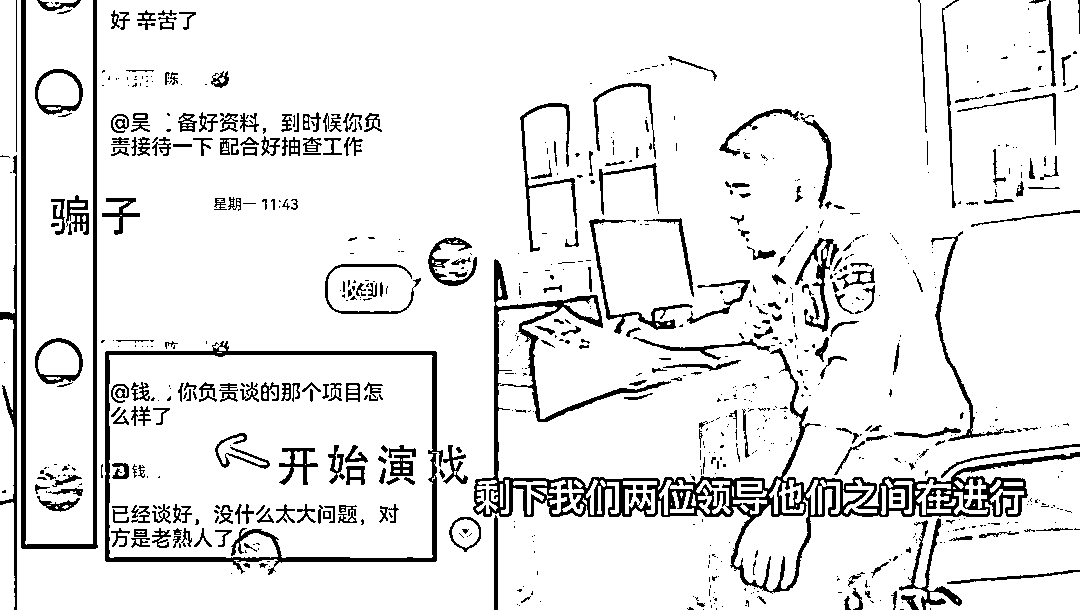 好 辛苦了
陈
@吴 备好资料，到时候你负
责接待一下 配合好抽查工作
骗子
星期一 11:43
收到
@钱 你负责谈的那个项目怎
么样了
开始演戏
钱
剩下我们两位领导他们之间在进行
已经谈好，没什么太大问题，对
方是老熟人了